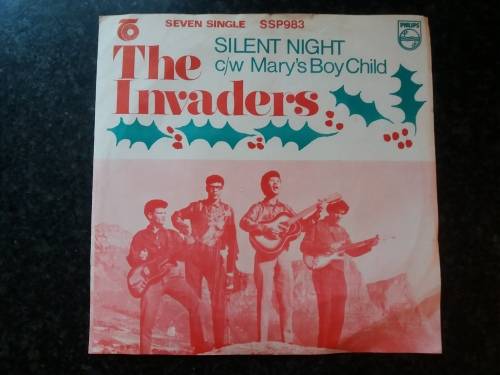 SEVEN SINGLE SSP983
PHILIPS
SILENT NIGHT
c/w Mary's Boy Child
The
Invaders